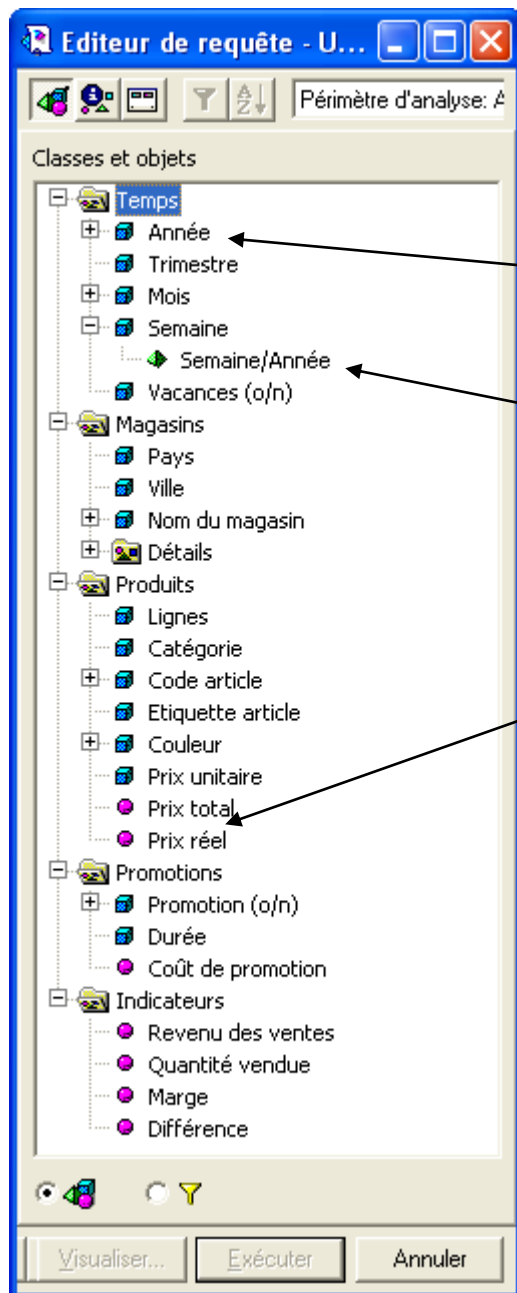 Editeur de requête - U...
Périmètre d'analyse: A
Classes et objets
Temps
Année
Trimestre
Mois
Semaine
Semaine/Année
Vacances (o/n)
Magasins
Pays
Ville
Nom du magasin
Détails
Produits
Lignes
Catégorie
Code article
Etiquette article
Couleur
Prix unitaire
Prix total
Prix réel
Promotions
Promotion (o/n)
Durée
Coût de promotion
Indicateurs
Revenu des ventes
Quantité vendue
Marge
Différence
Visualiser... Exécuter Annuler